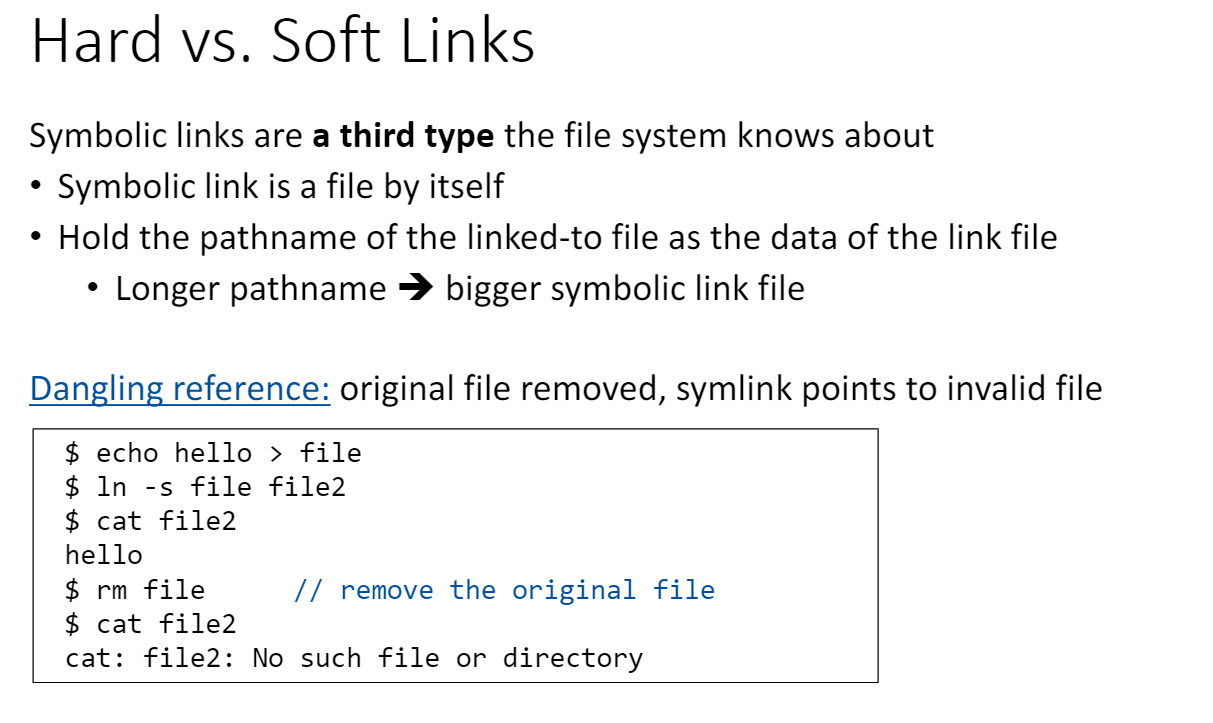 Hard vs. Soft Links
Symbolic links are a third type the file system knows about
• Symbolic link is a file by itself
• Hold the pathname of the linked-to file as the data of the link file
• Longer pathname ➔ bigger symbolic link file
Dangling reference: original file removed, symlink points to invalid file
$ echo hello > file
$ ln -s file file2
$ cat file2
hello
$ rm file // remove the original file
$ cat file2
cat: file2: No such file or directory